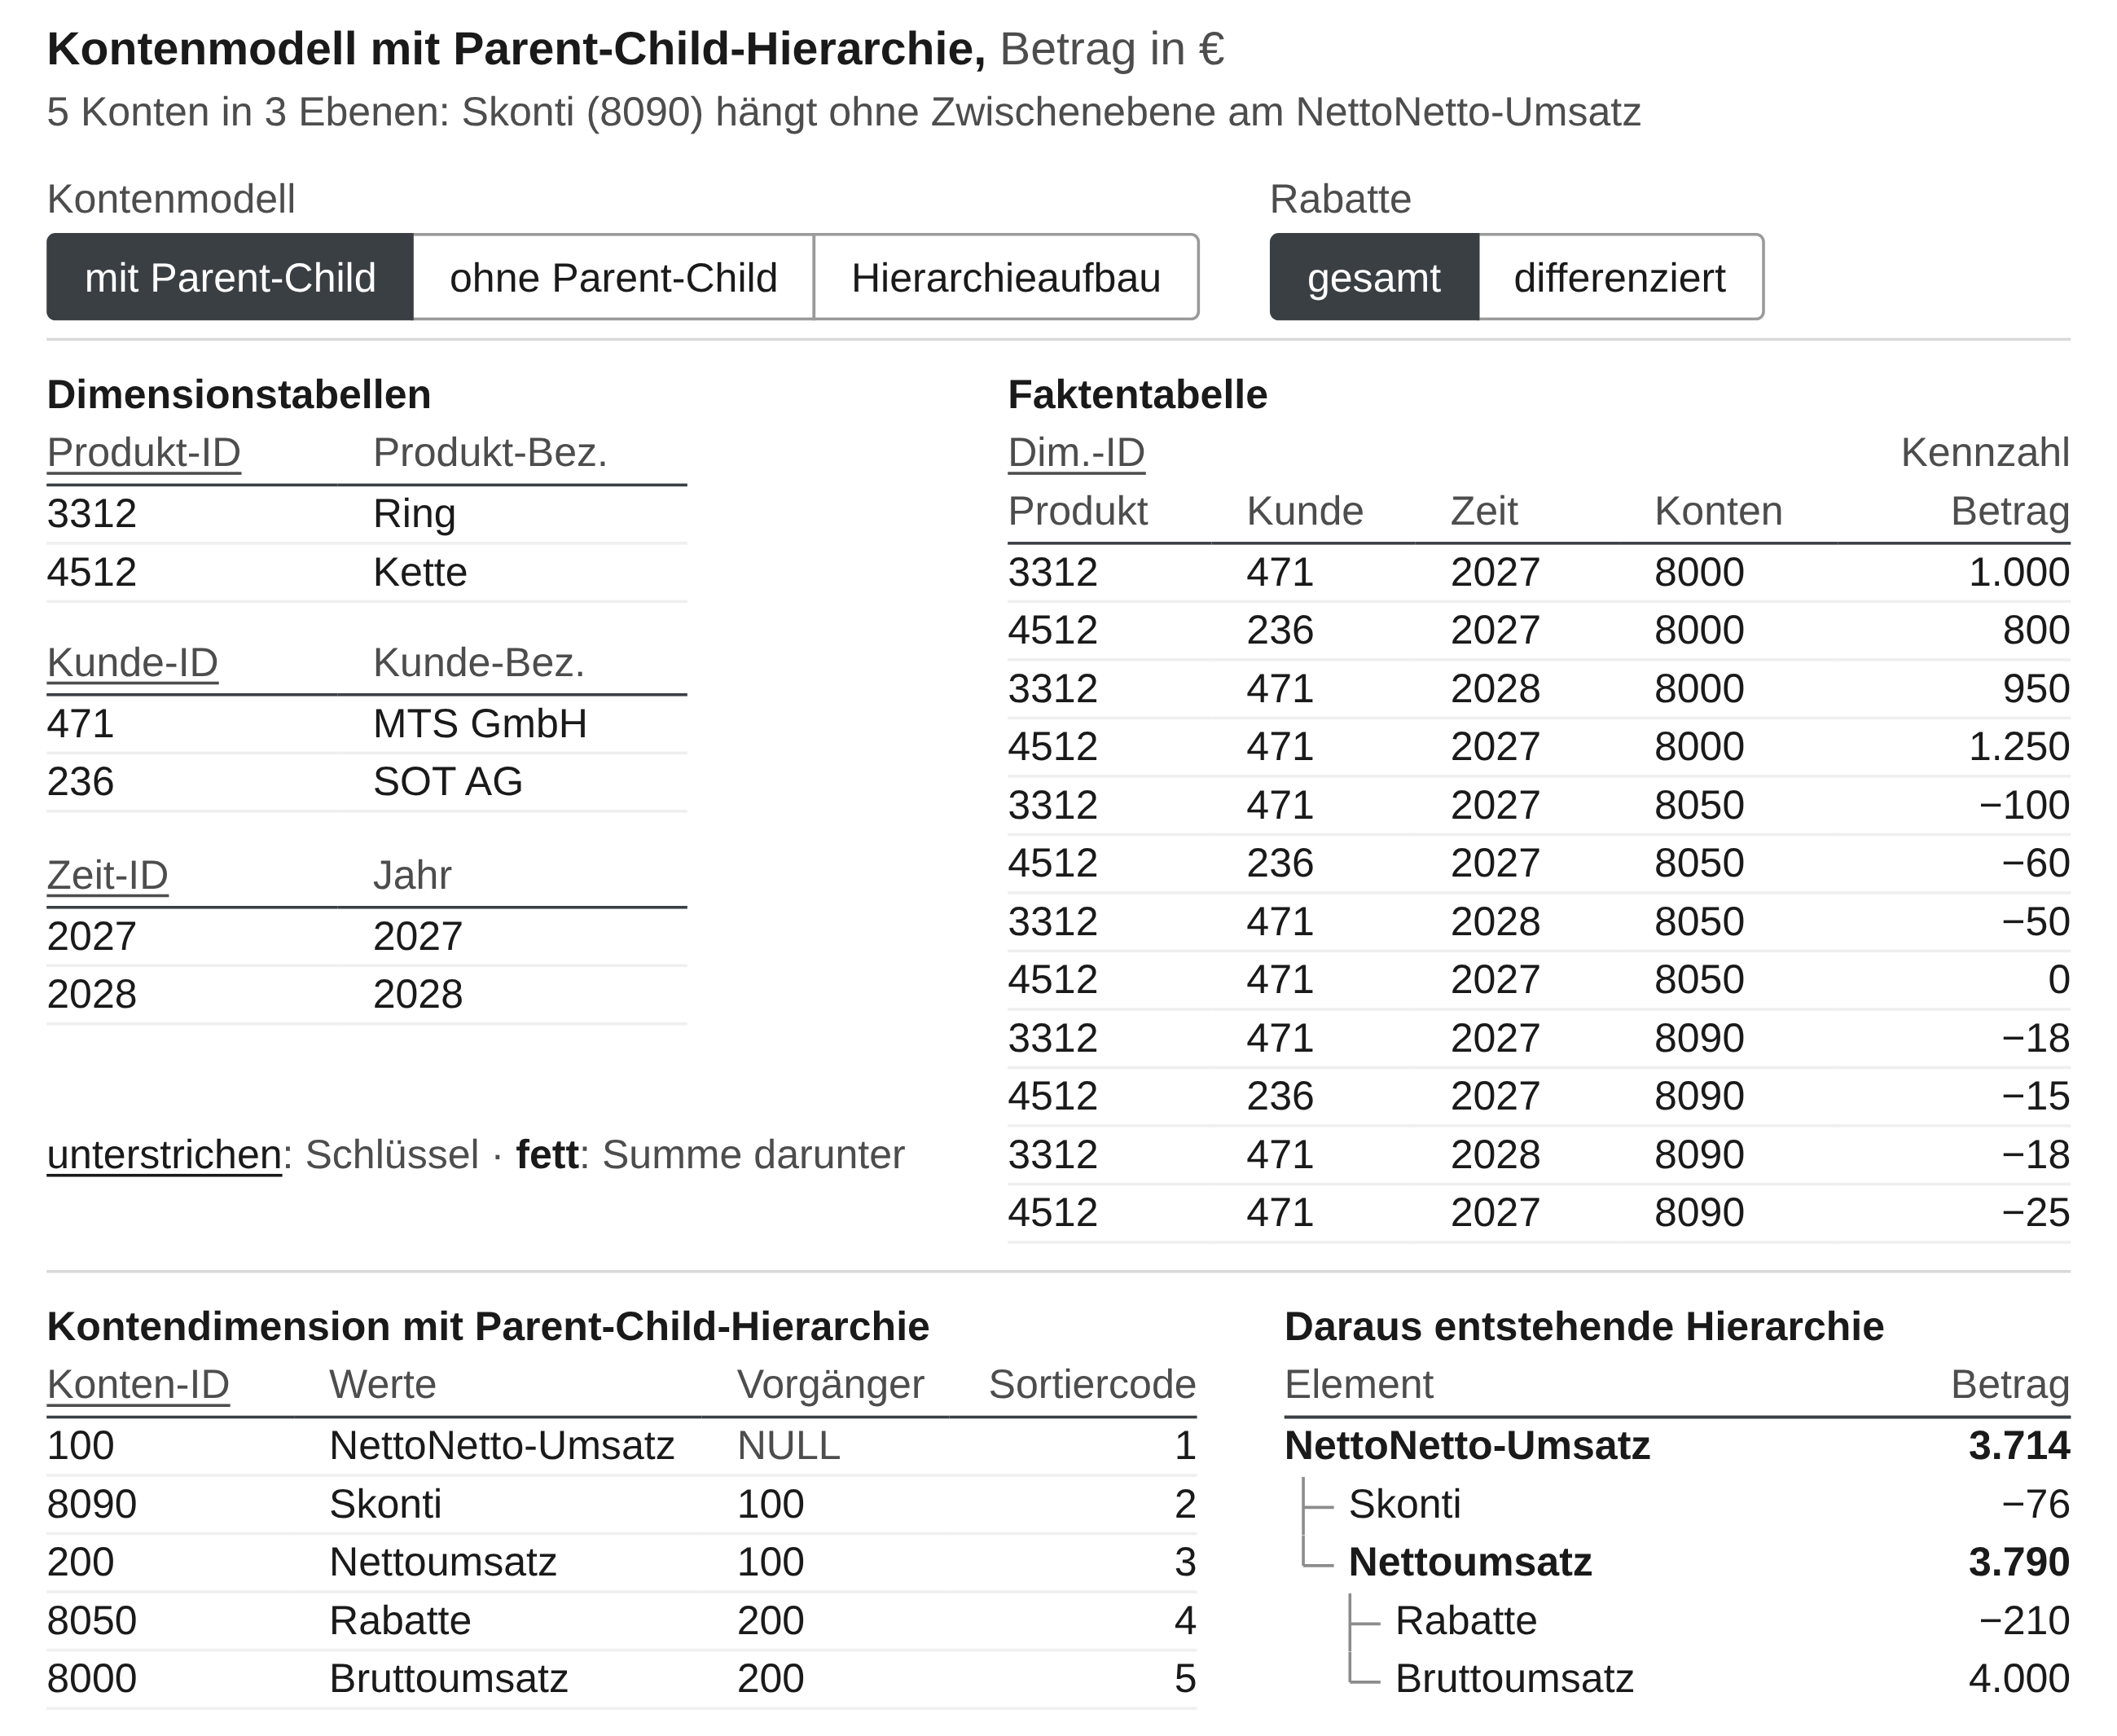 Kontenmodell mit Parent-Child-Hierarchie, Betrag in €
5 Konten in 3 Ebenen: Skonti (8090) hängt ohne Zwischenebene am NettoNetto-Umsatz
Kontenmodell
mit Parent-Child ohne Parent-Child Hierarchieaufbau
Rabatte
gesamt differenziert
Dimensionstabellen
Produkt-ID Produkt-Bez.
3312 Ring
4512 Kette
Kunde-ID Kunde-Bez.
471 MTS GmbH
236 SOT AG
Zeit-ID Jahr
2027 2027
2028 2028
unterstrichen: Schlüssel · fett: Summe darunter
Faktentabelle
Dim.-ID Kennzahl
Produkt Kunde Zeit Konten Betrag
3312 471 2027 8000 1.000
4512 236 2027 8000 800
3312 471 2028 8000 950
4512 471 2027 8000 1.250
3312 471 2027 8050 −100
4512 236 2027 8050 −60
3312 471 2028 8050 −50
4512 471 2027 8050 0
3312 471 2027 8090 −18
4512 236 2027 8090 −15
3312 471 2028 8090 −18
4512 471 2027 8090 −25
Kontendimension mit Parent-Child-Hierarchie
Konten-ID Werte Vorgänger Sortiercode
100 NettoNetto-Umsatz NULL 1
8090 Skonti 100 2
200 Nettoumsatz 100 3
8050 Rabatte 200 4
8000 Bruttoumsatz 200 5
Daraus entstehende Hierarchie
Element Betrag
NettoNetto-Umsatz 3.714
Skonti −76
Nettoumsatz 3.790
Rabatte −210
Bruttoumsatz 4.000